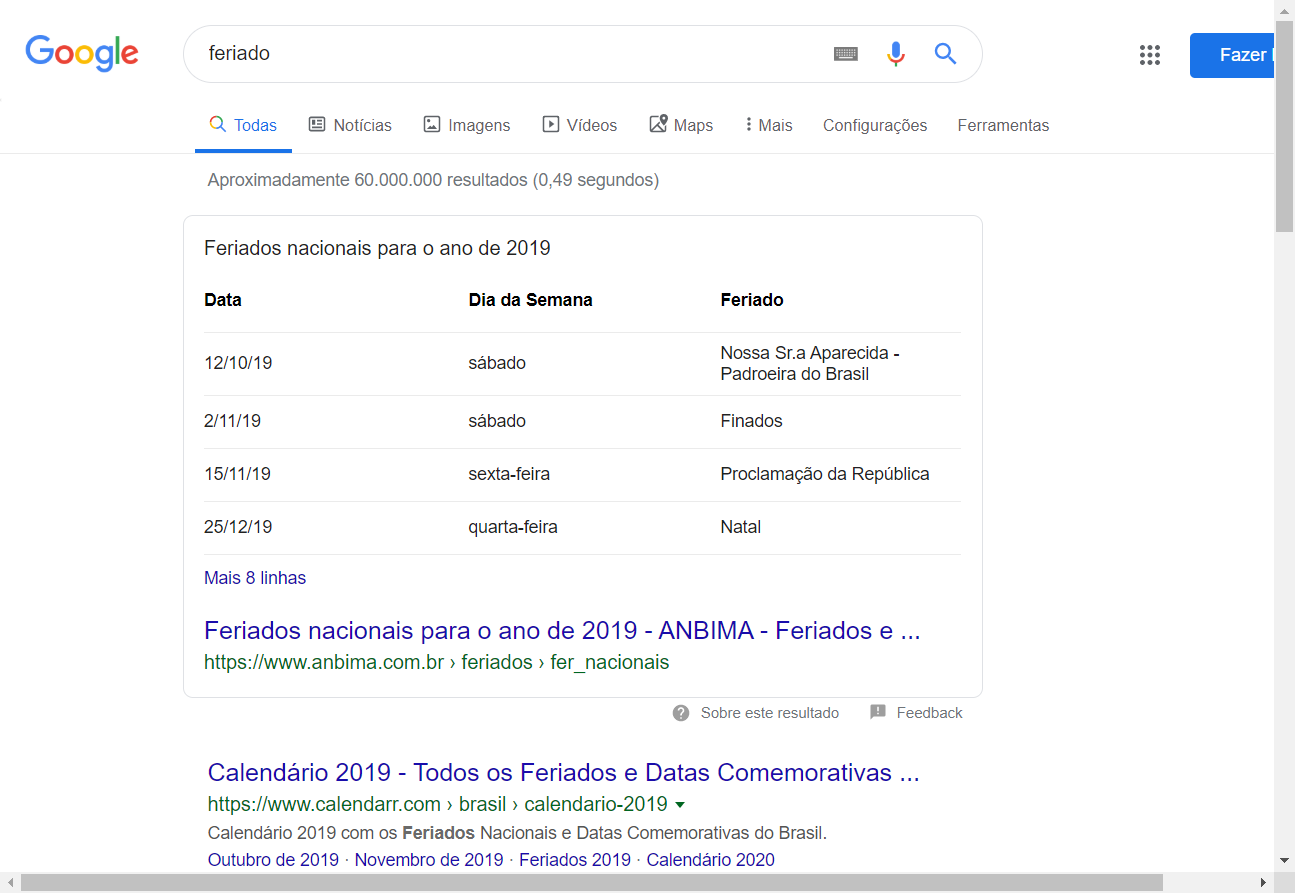 Google
feriado
Fazer
Todas Notícias Imagens Vídeos Maps Mais Configurações Ferramentas
Aproximadamente 60.000.000 resultados (0,49 segundos)
Feriados nacionais para o ano de 2019
Data Dia da Semana Feriado
12/10/19 sábado Nossa Sr.a Aparecida -
Padroeira do Brasil
2/11/19 sábado Finados
15/11/19 sexta-feira Proclamação da República
25/12/19 quarta-feira Natal
Mais 8 linhas
Feriados nacionais para o ano de 2019 - ANBIMA - Feriados e ...
https://www.anbima.com.br › feriados › fer_nacionais
Sobre este resultado Feedback
Calendário 2019 - Todos os Feriados e Datas Comemorativas ...
https://www.calendarr.com › brasil › calendario-2019
Calendário 2019 com os Feriados Nacionais e Datas Comemorativas do Brasil.
Outubro de 2019 · Novembro de 2019 · Feriados 2019 · Calendário 2020